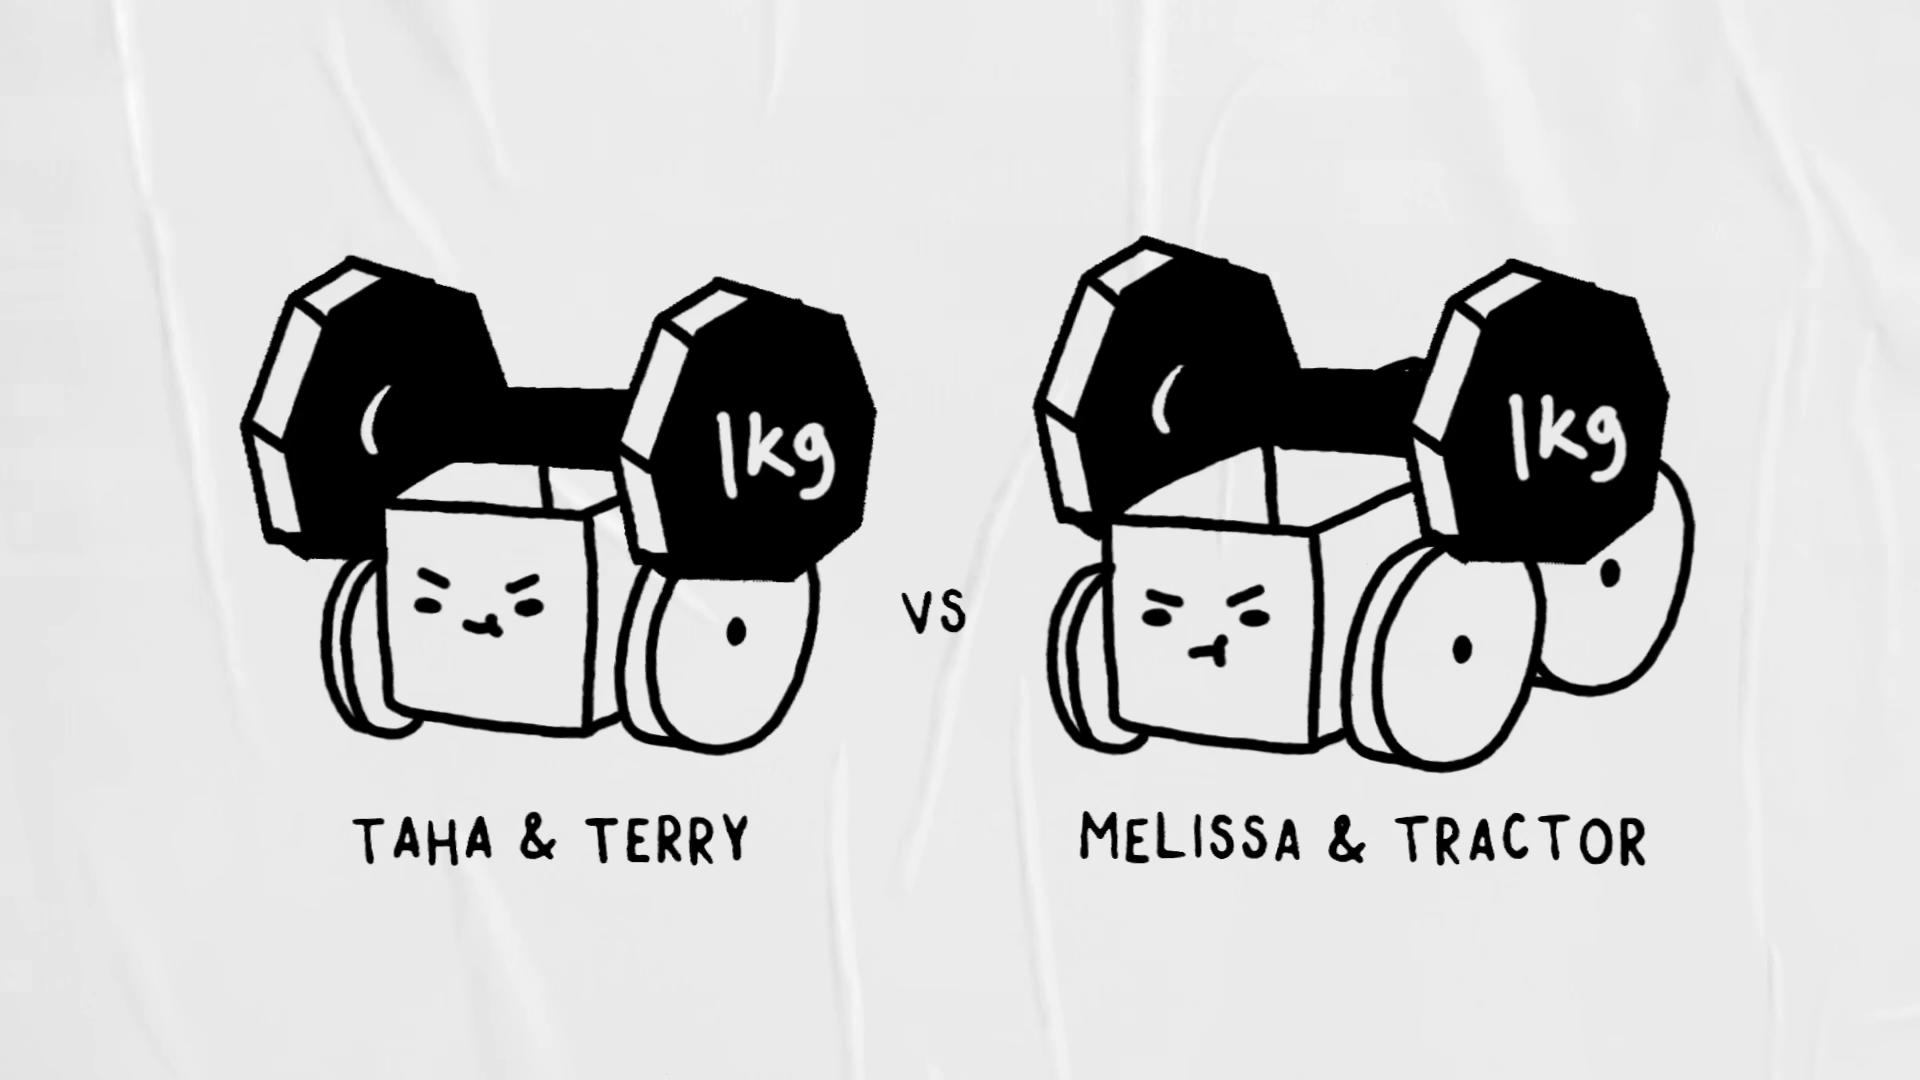 1kg
1kg
VS
TAHA & TERRY
MELISSA & TRACTOR